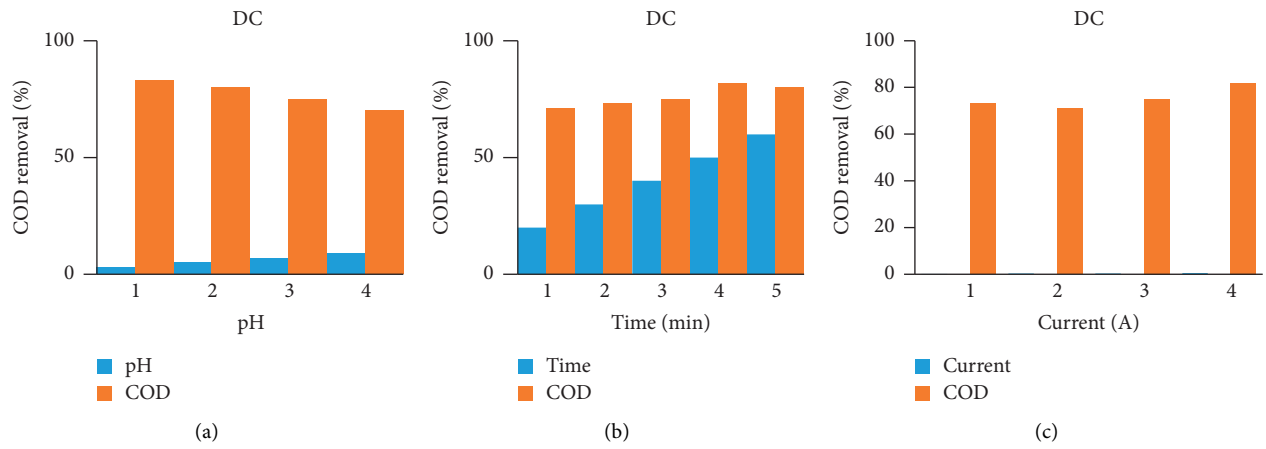 DC
100
50
0
COD removal (%)
1 2 3 4
pH
pH
COD
(a)
DC
100
50
0
COD removal (%)
1 2 3 4 5
Time (min)
Time
COD
(b)
DC
100
80
60
40
20
0
COD removal (%)
1 2 3 4
Current (A)
Current
COD
(c)